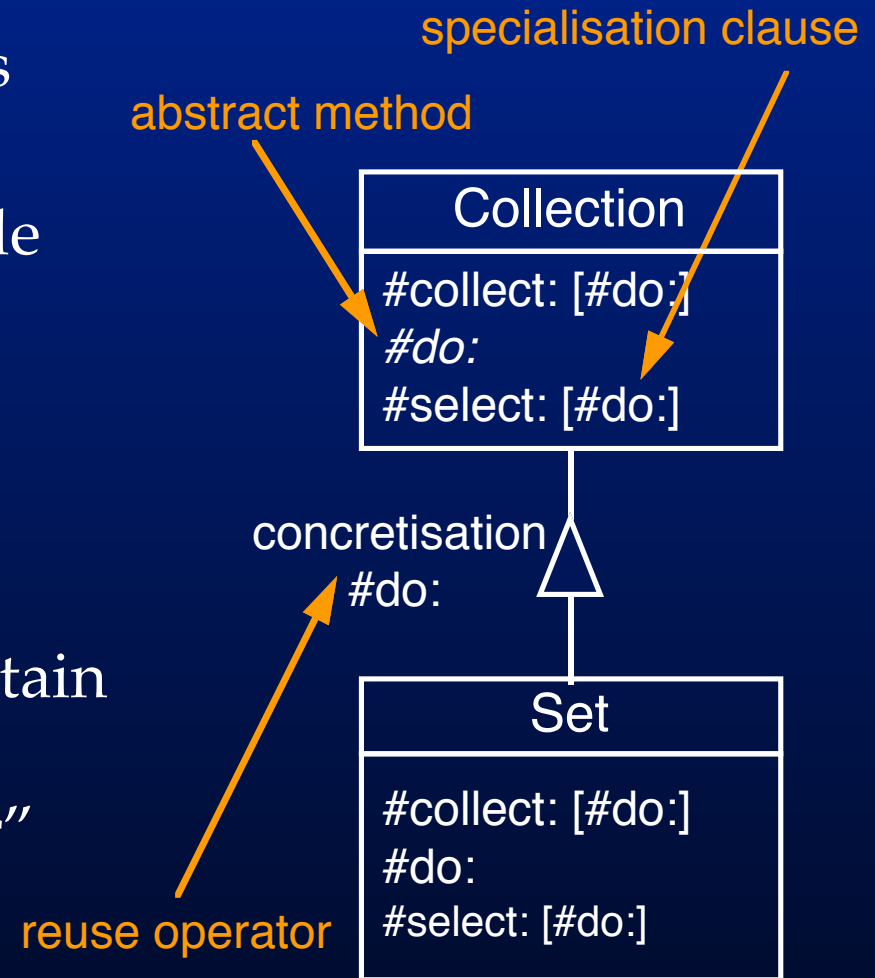 specialisation clause
abstract method
Collection
#collect: [#do:]
#do:
#select: [#do:]
concretisation
#do:
Set
#collect: [#do:]
#do:
#select: [#do:]
reuse operator